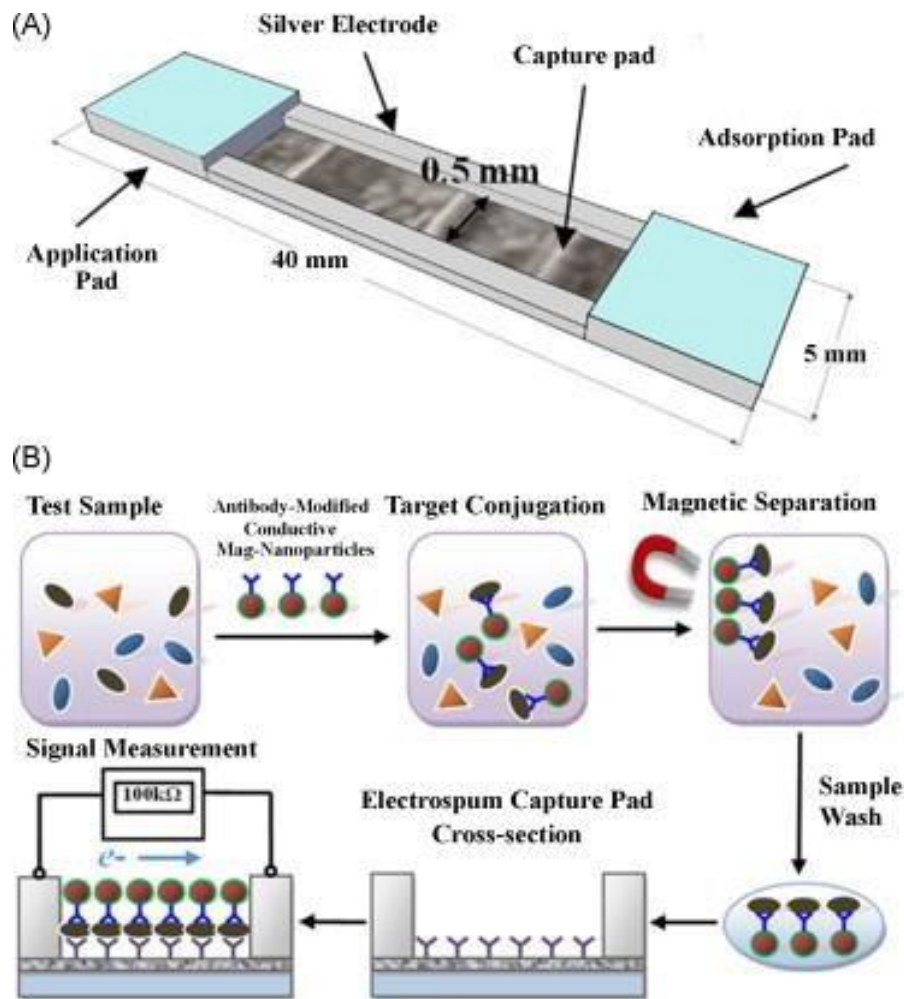 (A)
Silver Electrode
Capture pad
Adsorption Pad
0.5 mm
Application
Pad
40 mm
5 mm
(B)
Test Sample
Antibody-Modified
Conductive
Mag-Nanoparticles
Target Conjugation
Magnetic Separation
Signal Measurement
100kΩ
e-
Electrospum Capture Pad
Cross-section
Sample
Wash